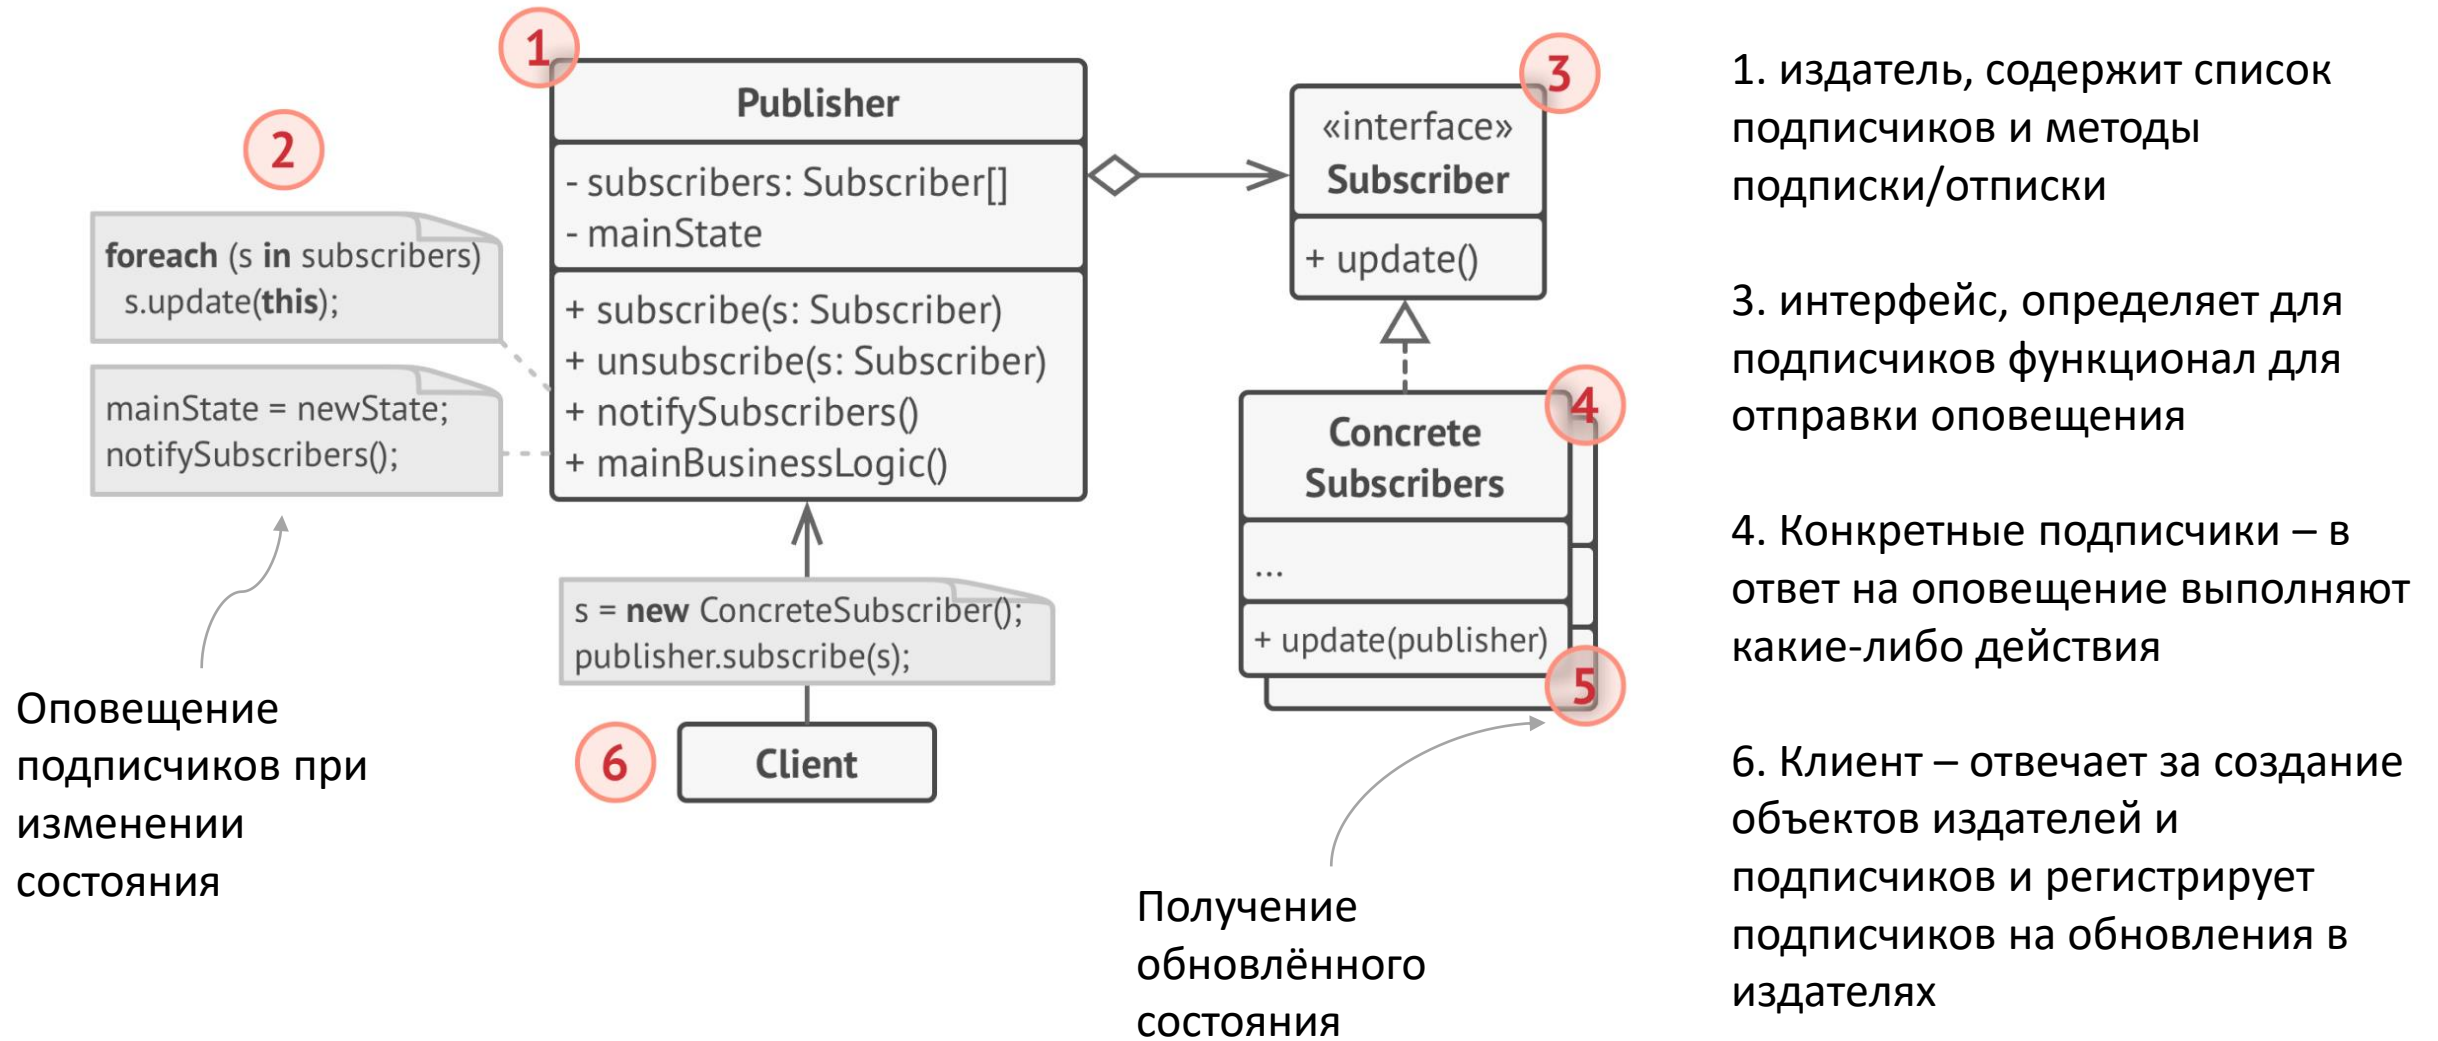 1
Publisher
- subscribers: Subscriber[]
- mainState
+ subscribe(s: Subscriber)
+ unsubscribe(s: Subscriber)
+ notifySubscribers()
+ mainBusinessLogic()
2
foreach (s in subscribers)
s.update(this);
mainState = newState;
notifySubscribers();
Оповещение
подписчиков при
изменении
состояния
3
«interface»
Subscriber
+ update()
4
Concrete
Subscribers
...
+ update(publisher)
5
Получение
обновлённого
состояния
s = new ConcreteSubscriber();
publisher.subscribe(s);
6
Client
1. издатель, содержит список
подписчиков и методы
подписки/отписки
3. интерфейс, определяет для
подписчиков функционал для
отправки оповещения
4. Конкретные подписчики – в
ответ на оповещение выполняют
какие-либо действия
6. Клиент – отвечает за создание
объектов издателей и
подписчиков и регистрирует
подписчиков на обновления в
издателях